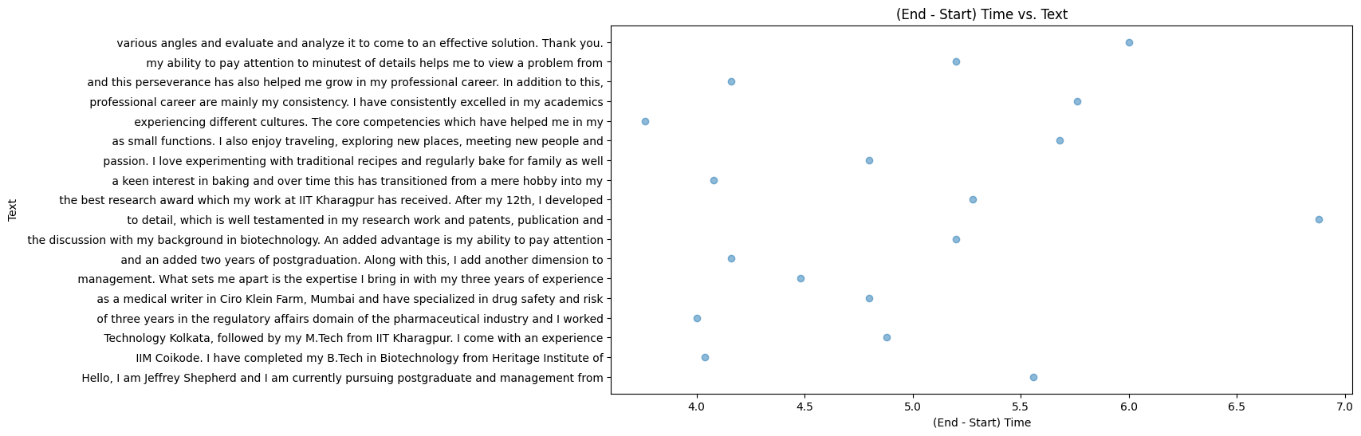 (End - Start) Time vs. Text
Text
various angles and evaluate and analyze it to come to an effective solution. Thank you.
my ability to pay attention to minutest of details helps me to view a problem from
and this perseverance has also helped me grow in my professional career. In addition to this,
professional career are mainly my consistency. I have consistently excelled in my academics
experiencing different cultures. The core competencies which have helped me in my
as small functions. I also enjoy traveling, exploring new places, meeting new people and
passion. I love experimenting with traditional recipes and regularly bake for family as well
a keen interest in baking and over time this has transitioned from a mere hobby into my
the best research award which my work at IIT Kharagpur has received. After my 12th, I developed
to detail, which is well testamented in my research work and patents, publication and
the discussion with my background in biotechnology. An added advantage is my ability to pay attention
and an added two years of postgraduation. Along with this, I add another dimension to
management. What sets me apart is the expertise I bring in with my three years of experience
as a medical writer in Ciro Klein Farm, Mumbai and have specialized in drug safety and risk
of three years in the regulatory affairs domain of the pharmaceutical industry and I worked
Technology Kolkata, followed by my M.Tech from IIT Kharagpur. I come with an experience
IIM Coikode. I have completed my B.Tech in Biotechnology from Heritage Institute of
Hello, I am Jeffrey Shepherd and I am currently pursuing postgraduate and management from
4.0 4.5 5.0 5.5 6.0 6.5 7.0
(End - Start) Time